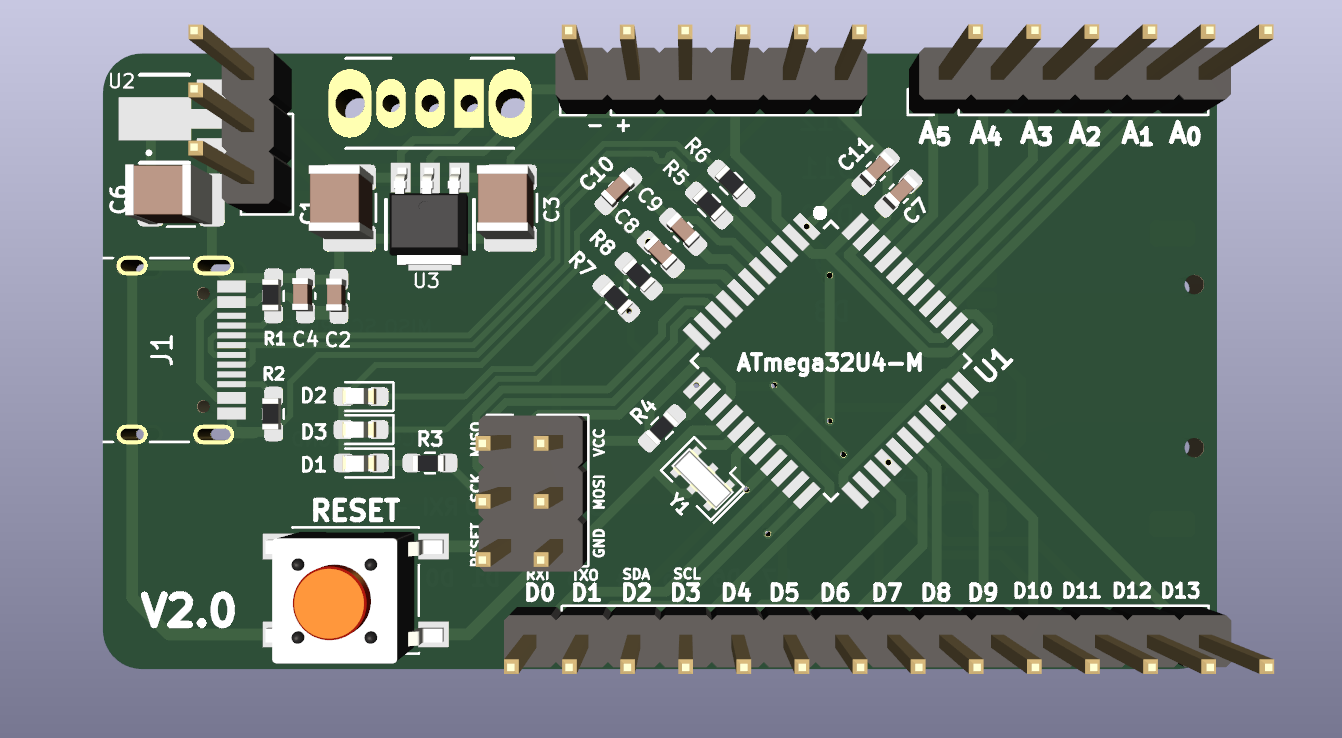 U2
- +
A5 A4 A3 A2 A1 A0
C6
C1
C3
U3
C10
R6
R5
C9
C8
R8
R7
C11
C7
J1
R1 C4 C2
R2
D2
D3
D1
R3
ATmega32U4-M
U1
R4
Y1
MISO
VCC
SCK
MOSI
RESET
GND
RESET
V2.0
RXI TXO SDA SCL
D0 D1 D2 D3 D4 D5 D6 D7 D8 D9 D10 D11 D12 D13